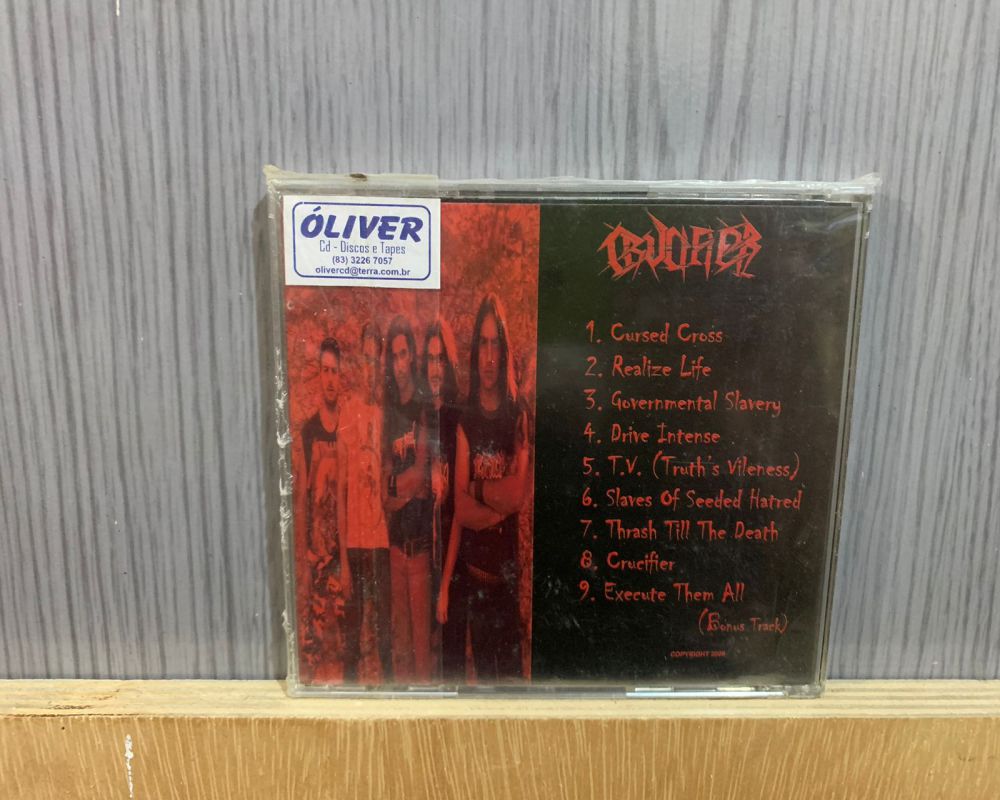 ÓLIVER
Cd - Discos e Tapes
(83) 3226 7057
olivercd@terra.com.br
CRUCIFIER
1. Cursed Cross
2. Realize Life
3. Governmental Slavery
4. Drive Intense
5. T.V. (Truth's Vileness)
6. Slaves Of Seeded Hatred
7. Thrash Till The Death
8. Crucifier
9. Execute Them All
(Bonus Track)
COPYRIGHT